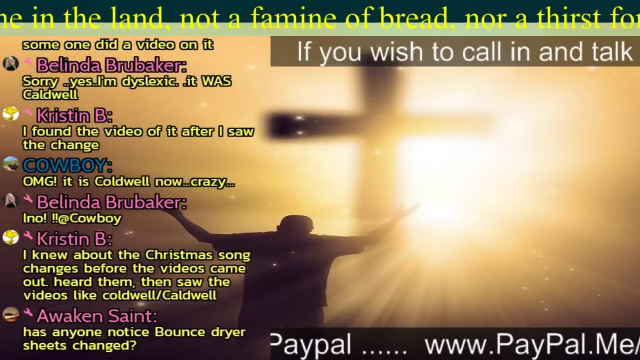 ne in the land, not a famine of bread, nor a thirst for
some one did a video on it
If you wish to call in and talk
Belinda Brubaker:
Sorry ..yes.I'm dyslexic. .it WAS
Caldwell
Kristin B:
I found the video of it after I saw
the change
COWBOY:
OMG! it is Coldwell now..crazy...
Belinda Brubaker:
Ino! !!@Cowboy
Kristin B:
I knew about the Christmas song
changes before the videos came
out. heard them, then saw the
videos like coldwell/Caldwell
Awaken Saint:
has anyone notice Bounce dryer
sheets changed?
Paypal ...... www.PayPal.Me/